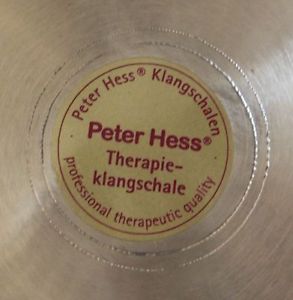 Peter Hess® Klangschalen
Peter Hess®
Therapie-
klangschale
professional therapeutic quality